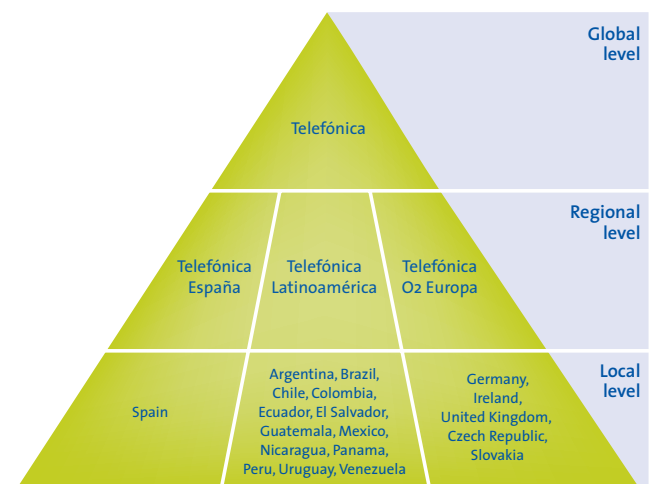 Global
level
Telefónica
Regional
level
Telefónica
España
Telefónica
Latinoamérica
Telefónica
O2 Europa
Local
level
Spain
Argentina, Brazil,
Chile, Colombia,
Ecuador, El Salvador,
Guatemala, Mexico,
Nicaragua, Panama,
Peru, Uruguay, Venezuela
Germany,
Ireland,
United Kingdom,
Czech Republic,
Slovakia